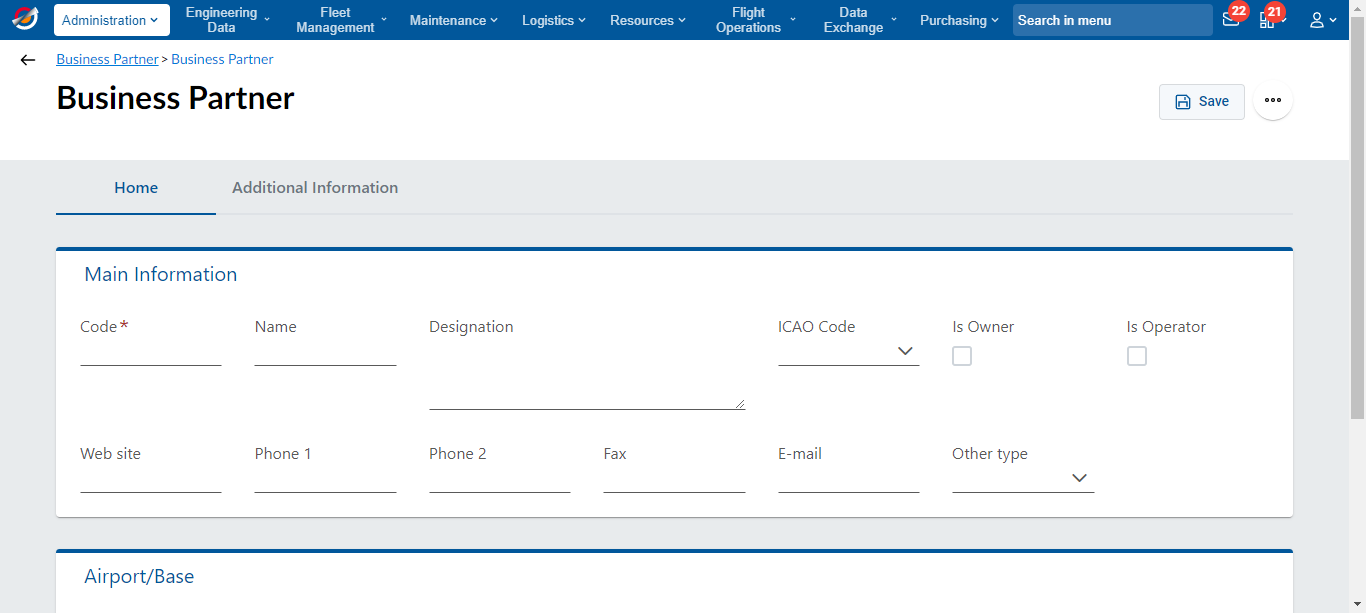 Administration
Engineering Data
Fleet Management
Maintenance
Logistics
Resources
Flight Operations
Data Exchange
Purchasing
Search in menu
22
21
Business Partner > Business Partner
Business Partner
Save
Home
Additional Information
Main Information
Code*
Name
Designation
ICAO Code
Is Owner
Is Operator
Web site
Phone 1
Phone 2
Fax
E-mail
Other type
Airport/Base